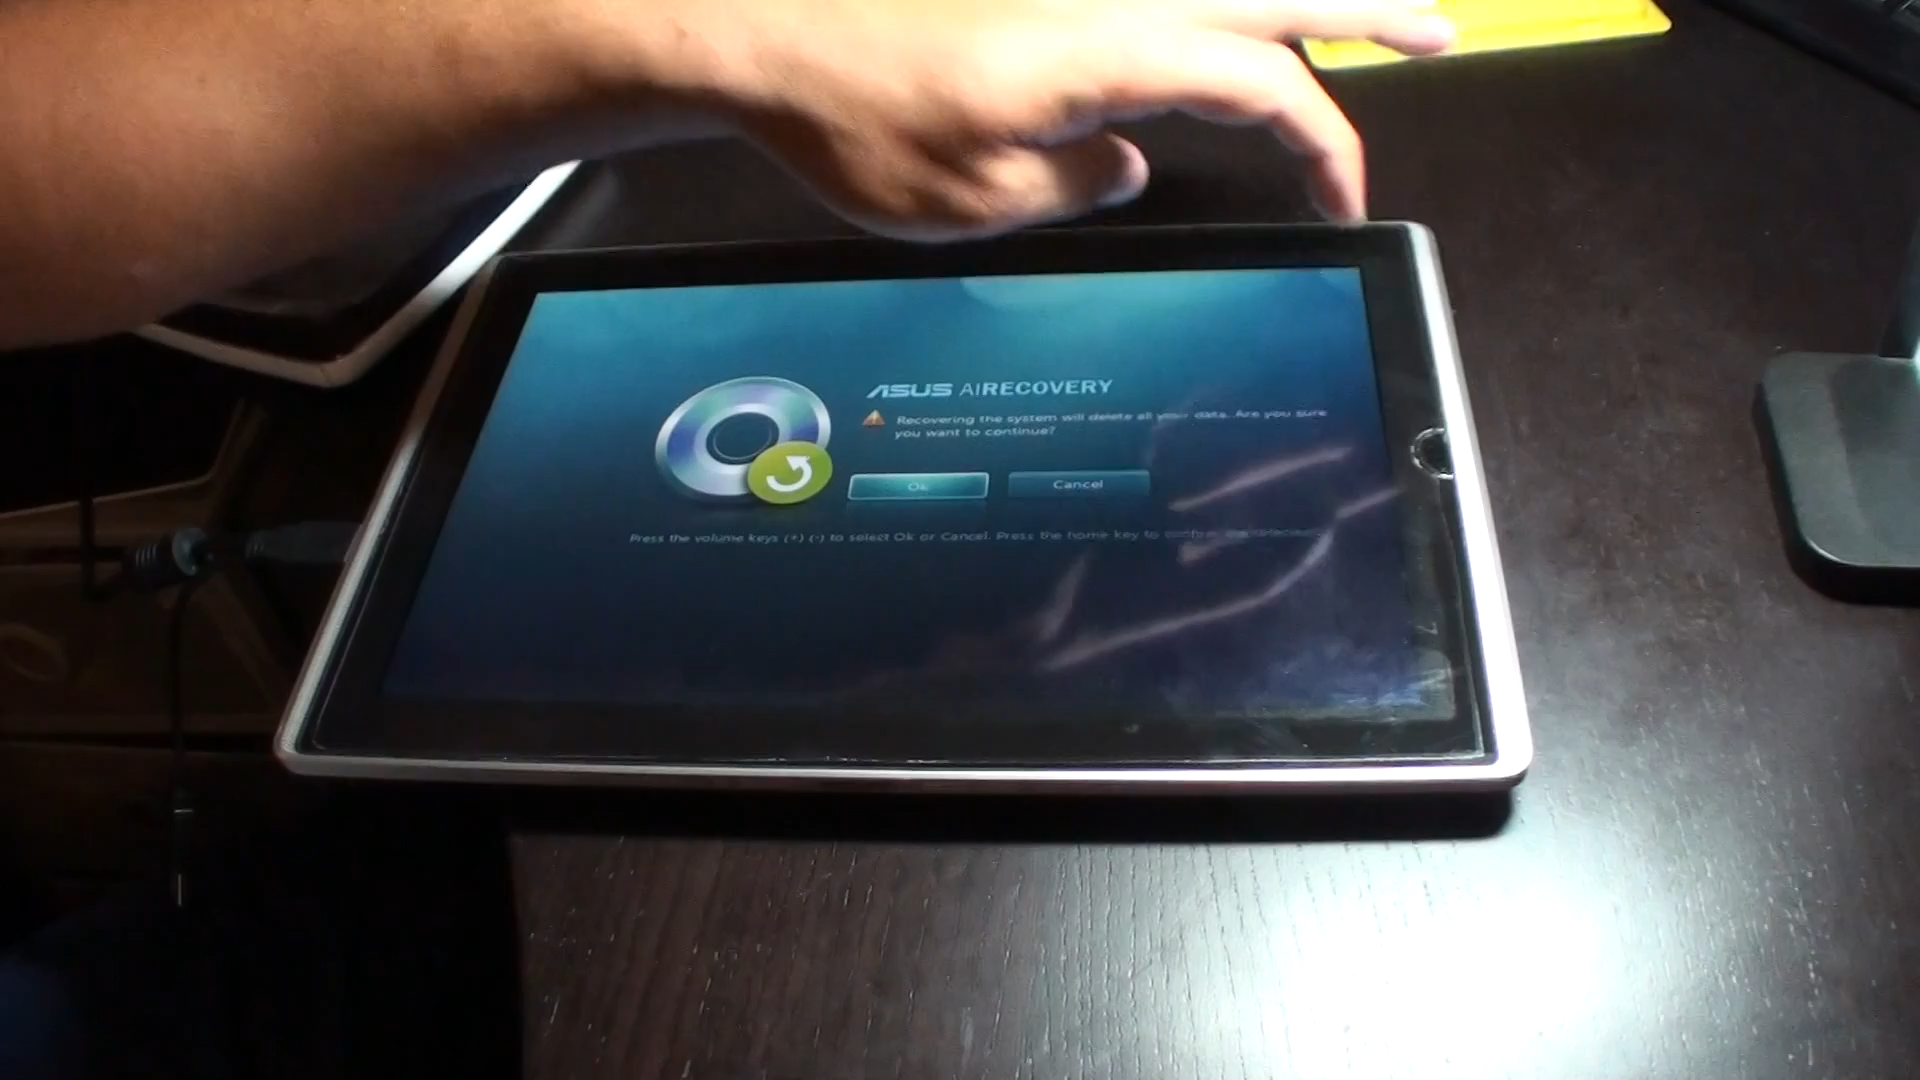 ASUS AIRECOVERY
Recovering the system will delete all your data. Are you sure
you want to continue?
Ok Cancel
Press the volume keys (+) (-) to select Ok or Cancel. Press the home key to confirm